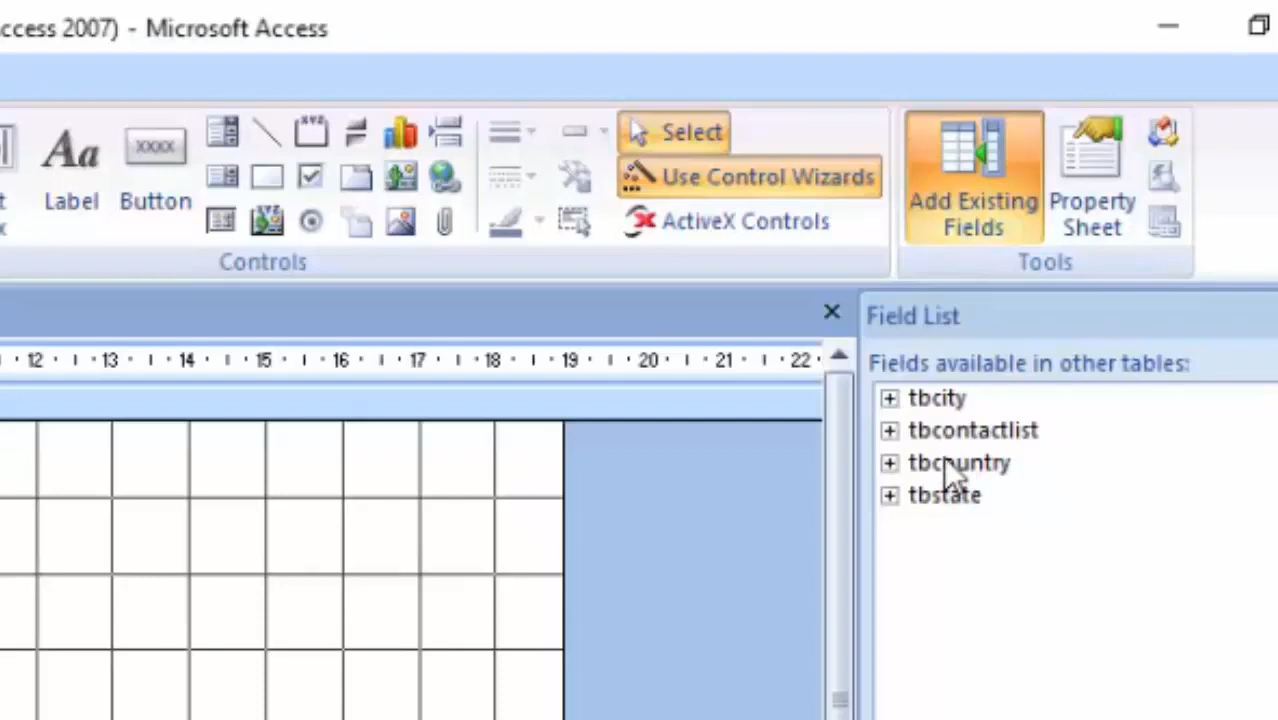 ccess 2007) - Microsoft Access
Aa
Label
XXXX
Button
Select
Use Control Wizards
ActiveX Controls
Add Existing
Fields
Property
Sheet
Controls
Tools
Field List
12 13 14 15 16 17 18 19 20 21 22
Fields available in other tables:
tbcity
tbcontactlist
tbcountry
tbstate